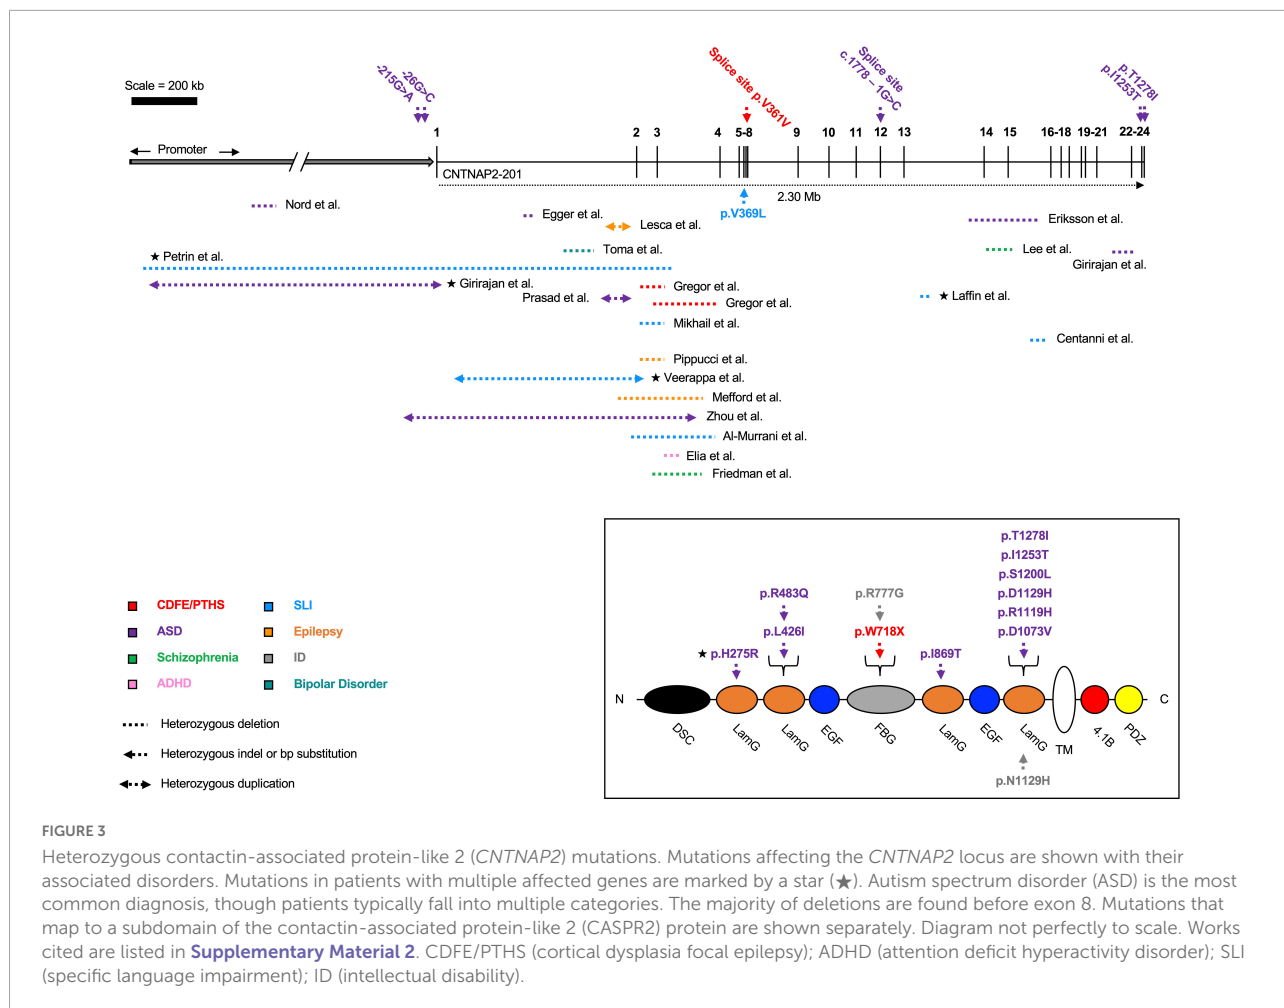 Scale = 200 kb
-215G>A
-26G>C
Splice site p.V361V
Splice site
c.1778 – 1G>C
p.I1253T
p.T1278I
1 2 3 4 5-8 9 10 11 12 13 14 15 16-18 19-21 22-24
Promoter
CNTNAP2-201
2.30 Mb
p.V369L
Nord et al.
Egger et al.
Lesca et al.
Eriksson et al.
Toma et al.
Lee et al.
★ Petrin et al.
Girirajan et al.
★ Girirajan et al.
Gregor et al.
Prasad et al.
Gregor et al.
★ Laffin et al.
Mikhail et al.
Centanni et al.
Pippucci et al.
★ Veerappa et al.
Mefford et al.
Zhou et al.
Al-Murrani et al.
Elia et al.
Friedman et al.
CDFE/PTHS
SLI
ASD
Epilepsy
Schizophrenia
ID
ADHD
Bipolar Disorder
Heterozygous deletion
Heterozygous indel or bp substitution
Heterozygous duplication
p.T1278I
p.I1253T
p.S1200L
p.D1129H
p.R1119H
p.D1073V
p.R483Q
p.L426I
p.R777G
p.W718X
★ p.H275R
p.I869T
N
C
DSC
LamG
LamG
EGF
FBG
LamG
EGF
LamG
TM
4.1B
PDZ
p.N1129H
FIGURE 3
Heterozygous contactin-associated protein-like 2 (CNTNAP2) mutations. Mutations affecting the CNTNAP2 locus are shown with their
associated disorders. Mutations in patients with multiple affected genes are marked by a star (★). Autism spectrum disorder (ASD) is the most
common diagnosis, though patients typically fall into multiple categories. The majority of deletions are found before exon 8. Mutations that
map to a subdomain of the contactin-associated protein-like 2 (CASPR2) protein are shown separately. Diagram not perfectly to scale. Works
cited are listed in Supplementary Material 2. CDFE/PTHS (cortical dysplasia focal epilepsy); ADHD (attention deficit hyperactivity disorder); SLI
(specific language impairment); ID (intellectual disability).